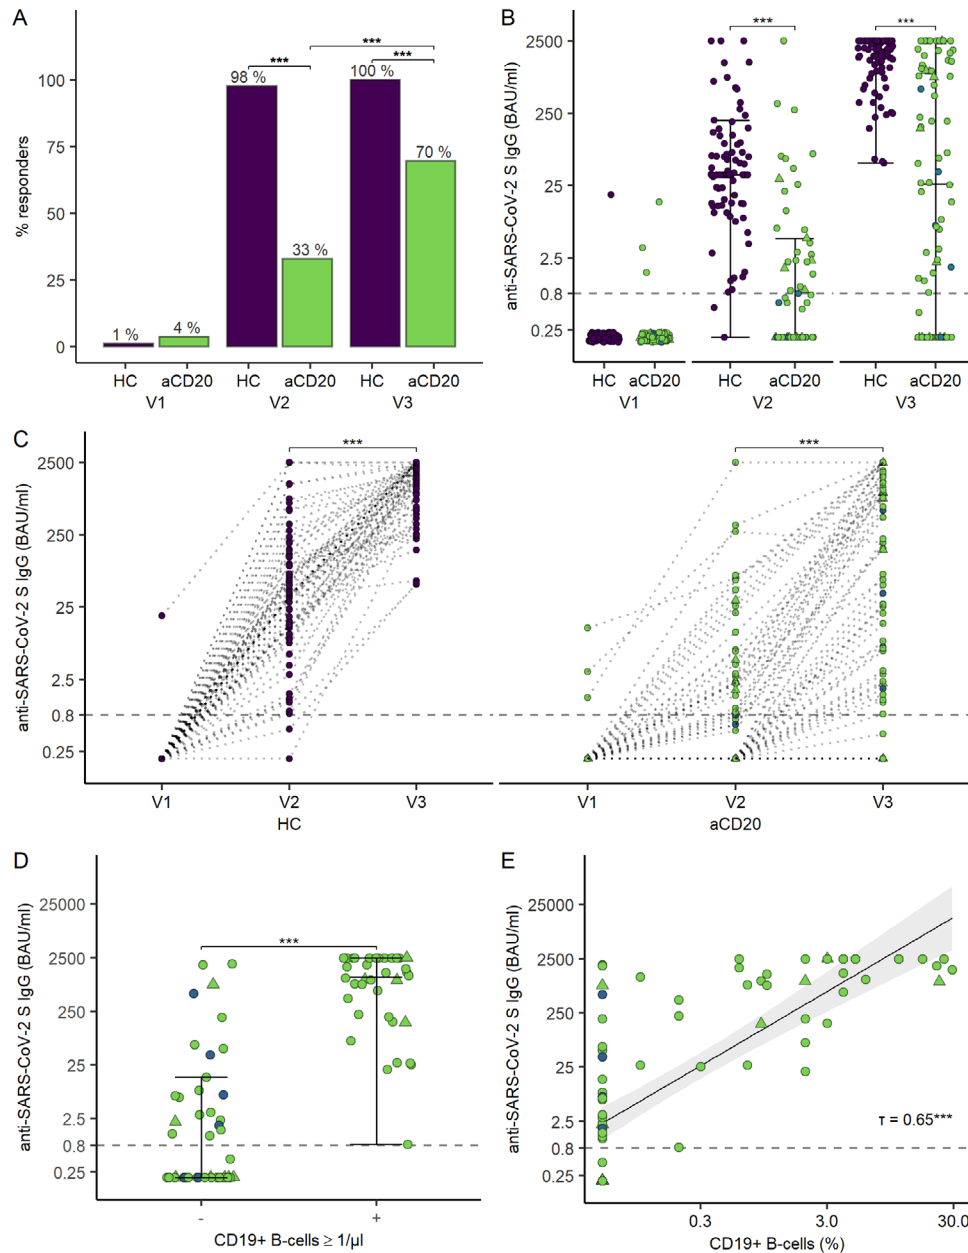 A
% responders
100
75
50
25
0
1 %
4 %
98 %
33 %
100 %
70 %
***
***
***
HC aCD20 HC aCD20 HC aCD20
V1 V2 V3
B
anti-SARS-CoV-2 S IgG (BAU/ml)
2500
250
25
2.5
0.8
0.25
***
***
HC aCD20 HC aCD20 HC aCD20
V1 V2 V3
C
anti-SARS-CoV-2 S IgG (BAU/ml)
2500
250
25
2.5
0.8
0.25
***
***
V1 V2 V3 V1 V2 V3
HC aCD20
D
anti-SARS-CoV-2 S IgG (BAU/ml)
25000
2500
250
25
2.5
0.8
0.25
***
- +
CD19+ B-cells ≥ 1/µl
E
anti-SARS-CoV-2 S IgG (BAU/ml)
25000
2500
250
25
2.5
0.8
0.25
τ = 0.65***
0.3 3.0 30.0
CD19+ B-cells (%)